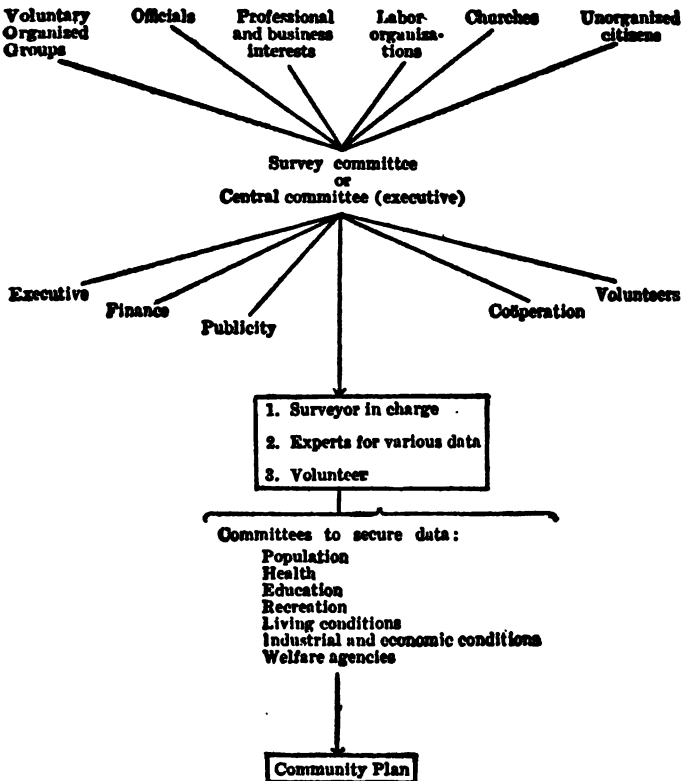 Voluntary
Organized
Groups
Officials
Professional
and business
interests
Labor
organiza-
tions
Churches
Unorganized
citizens
Survey committee
or
Central committee (executive)
Executive
Finance
Publicity
Coöperation
Volunteers
1. Surveyor in charge
2. Experts for various data
3. Volunteer
Committees to secure data:
Population
Health
Education
Recreation
Living conditions
Industrial and economic conditions
Welfare agencies
Community Plan